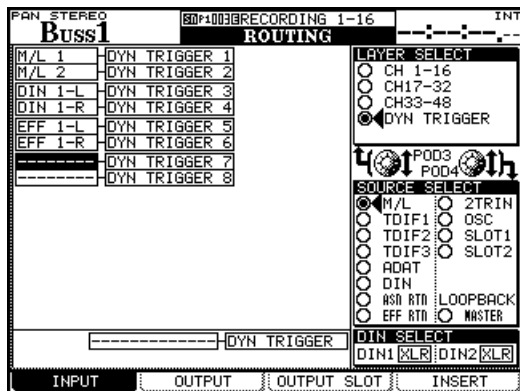 PAN STEREO
Buss1
RECORDING 1-16
INT
ROUTING
--:--:--.--
M/L 1 DYN TRIGGER 1
M/L 2 DYN TRIGGER 2
DIN 1-L DYN TRIGGER 3
DIN 1-R DYN TRIGGER 4
EFF 1-L DYN TRIGGER 5
EFF 1-R DYN TRIGGER 6
-------- DYN TRIGGER 7
-------- DYN TRIGGER 8
LAYER SELECT
CH 1-16
CH17-32
CH33-48
DYN TRIGGER
POD3
POD4
SOURCE SELECT
M/L 2TRIN
TDIF1 OSC
TDIF2 SLOT1
TDIF3 SLOT2
ADAT
DIN
ASN RTN LOOPBACK
EFF RTN MASTER
--------------- DYN TRIGGER
DIN SELECT
DIN1 XLR DIN2 XLR
INPUT OUTPUT OUTPUT SLOT INSERT